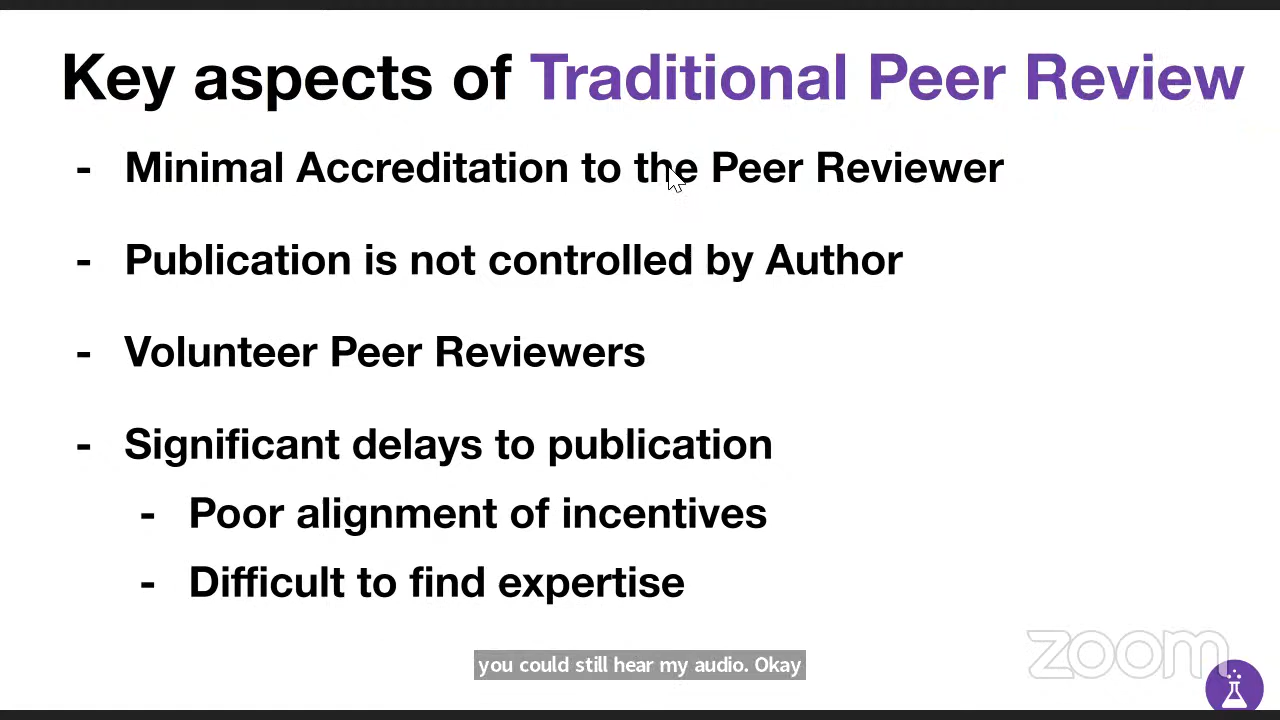 Key aspects of Traditional Peer Review
- Minimal Accreditation to the Peer Reviewer
- Publication is not controlled by Author
- Volunteer Peer Reviewers
- Significant delays to publication
- Poor alignment of incentives
- Difficult to find expertise
you could still hear my audio. Okay
zoom